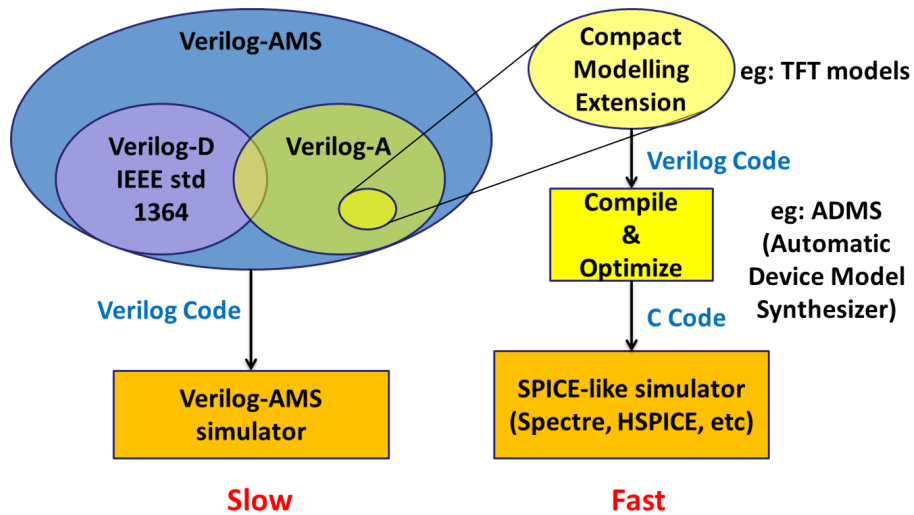 Verilog-AMS
Verilog-D
IEEE std
1364
Verilog-A
Verilog Code
Verilog-AMS
simulator
Slow
Compact
Modelling
Extension
eg: TFT models
Verilog Code
Compile
&
Optimize
eg: ADMS
(Automatic
Device Model
Synthesizer)
C Code
SPICE-like simulator
(Spectre, HSPICE, etc)
Fast